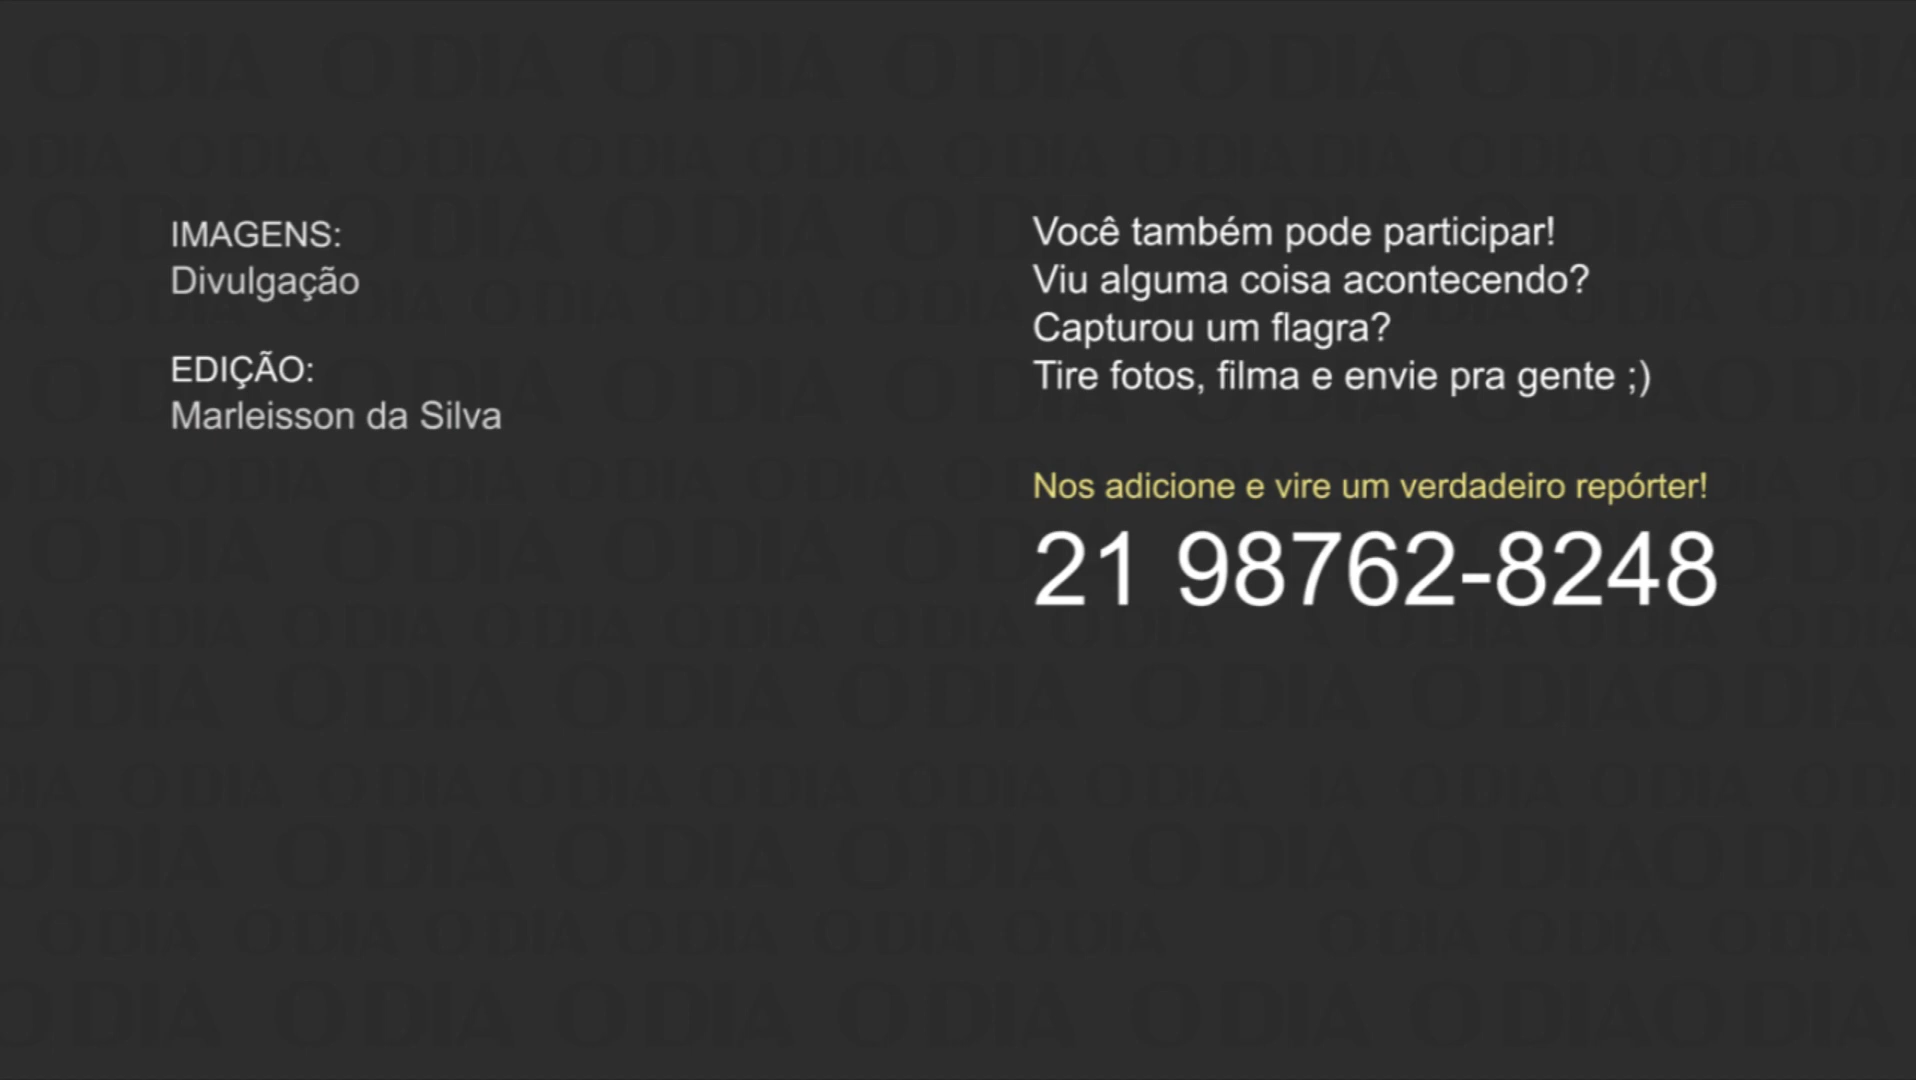 IMAGENS:
Divulgação
EDIÇÃO:
Marleisson da Silva
Você também pode participar!
Viu alguma coisa acontecendo?
Capturou um flagra?
Tire fotos, filma e envie pra gente ;)
Nos adicione e vire um verdadeiro repórter!
21 98762-8248